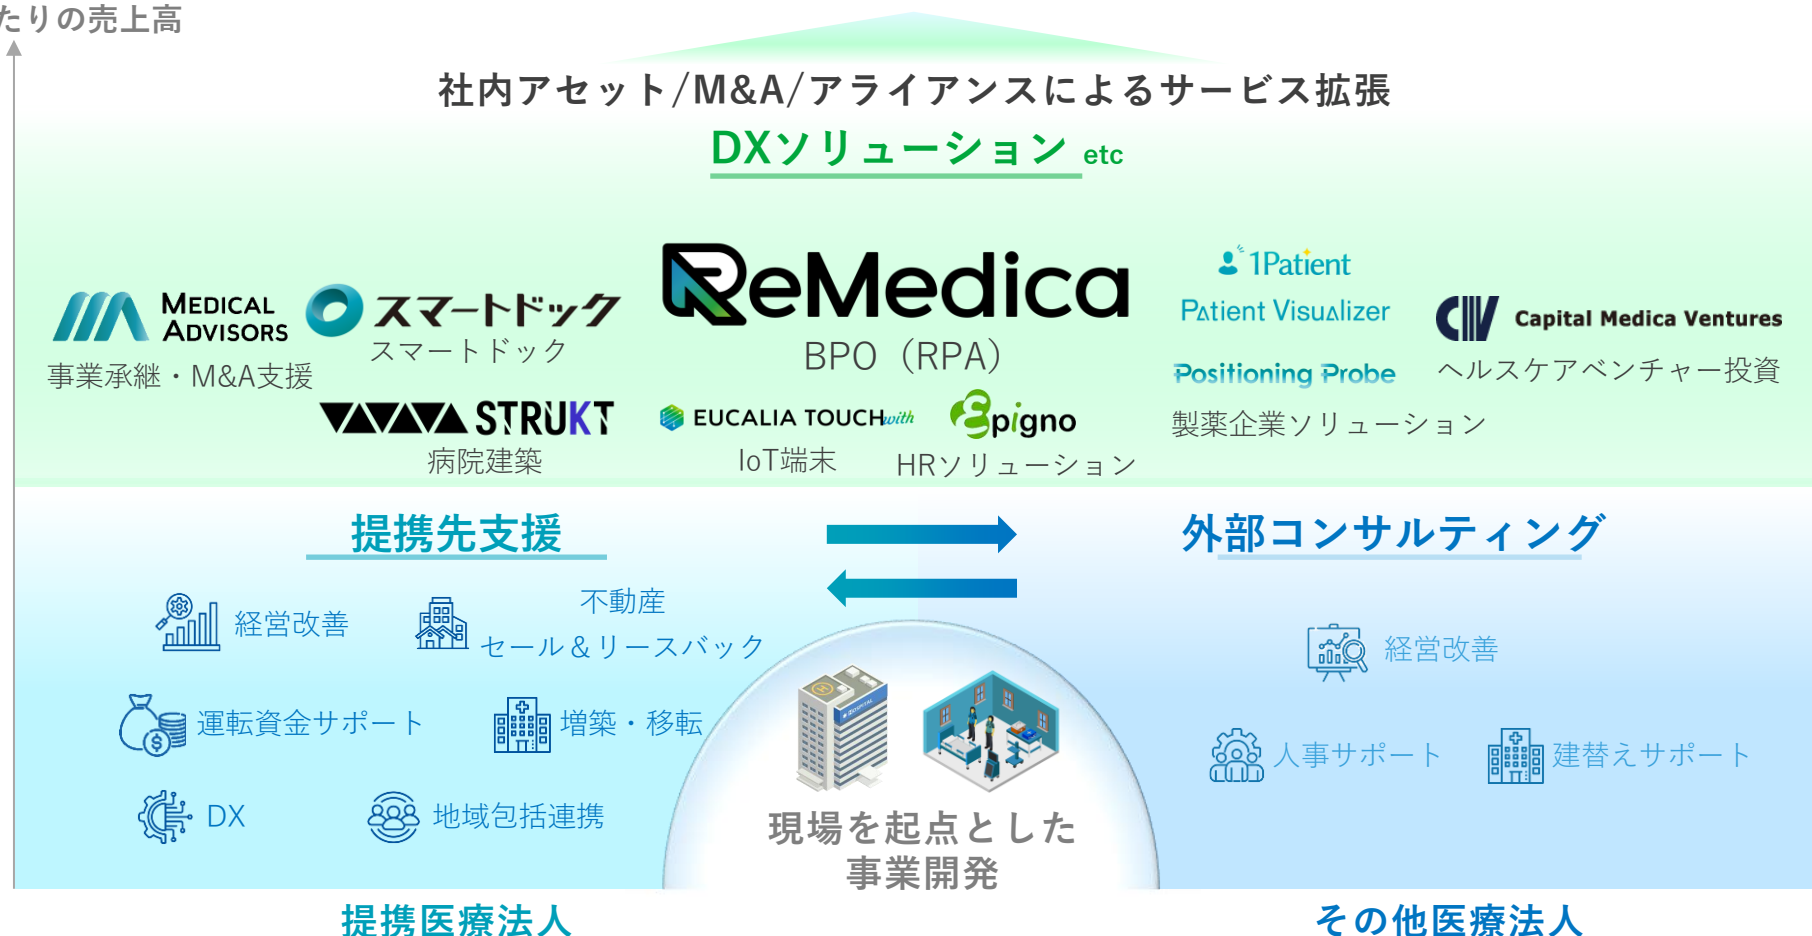 たりの売上高
社内アセット/M&A/アライアンスによるサービス拡張
DXソリューション etc
MEDICAL
ADVISORS
事業承継・M&A支援
スマートドック
スマートドック
STRUKT
病院建築
ReMedica
BPO（RPA）
EUCALIA TOUCH with
IoT端末
Epigno
HRソリューション
1Patient
Patient Visualizer
Positioning Probe
製薬企業ソリューション
Capital Medica Ventures
ヘルスケアベンチャー投資
提携先支援
外部コンサルティング
経営改善
不動産
セール＆リースバック
運転資金サポート
増築・移転
DX
地域包括連携
HOSPITAL
現場を起点とした
事業開発
経営改善
人事サポート
建替えサポート
提携医療法人
その他医療法人